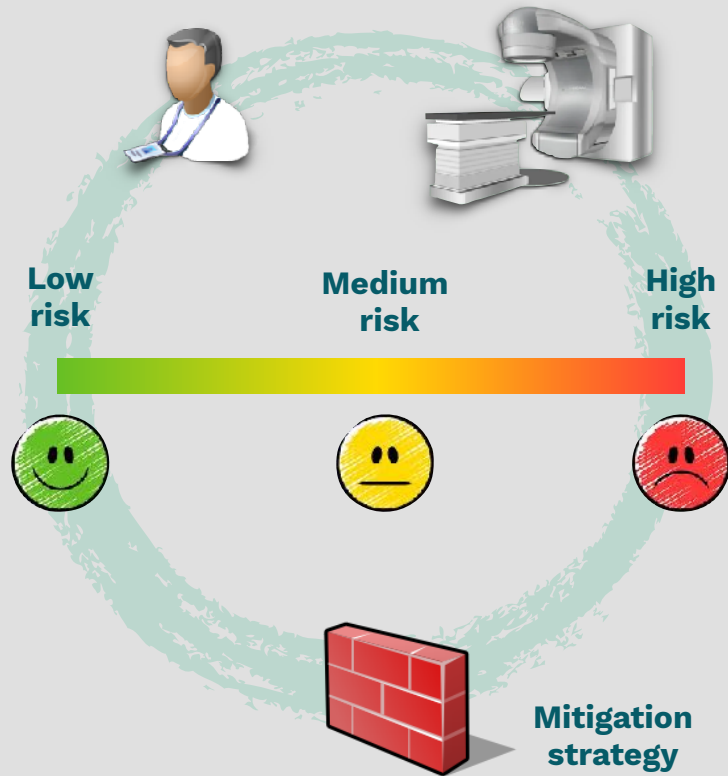 Low
risk
Medium
risk
High
risk
Mitigation
strategy